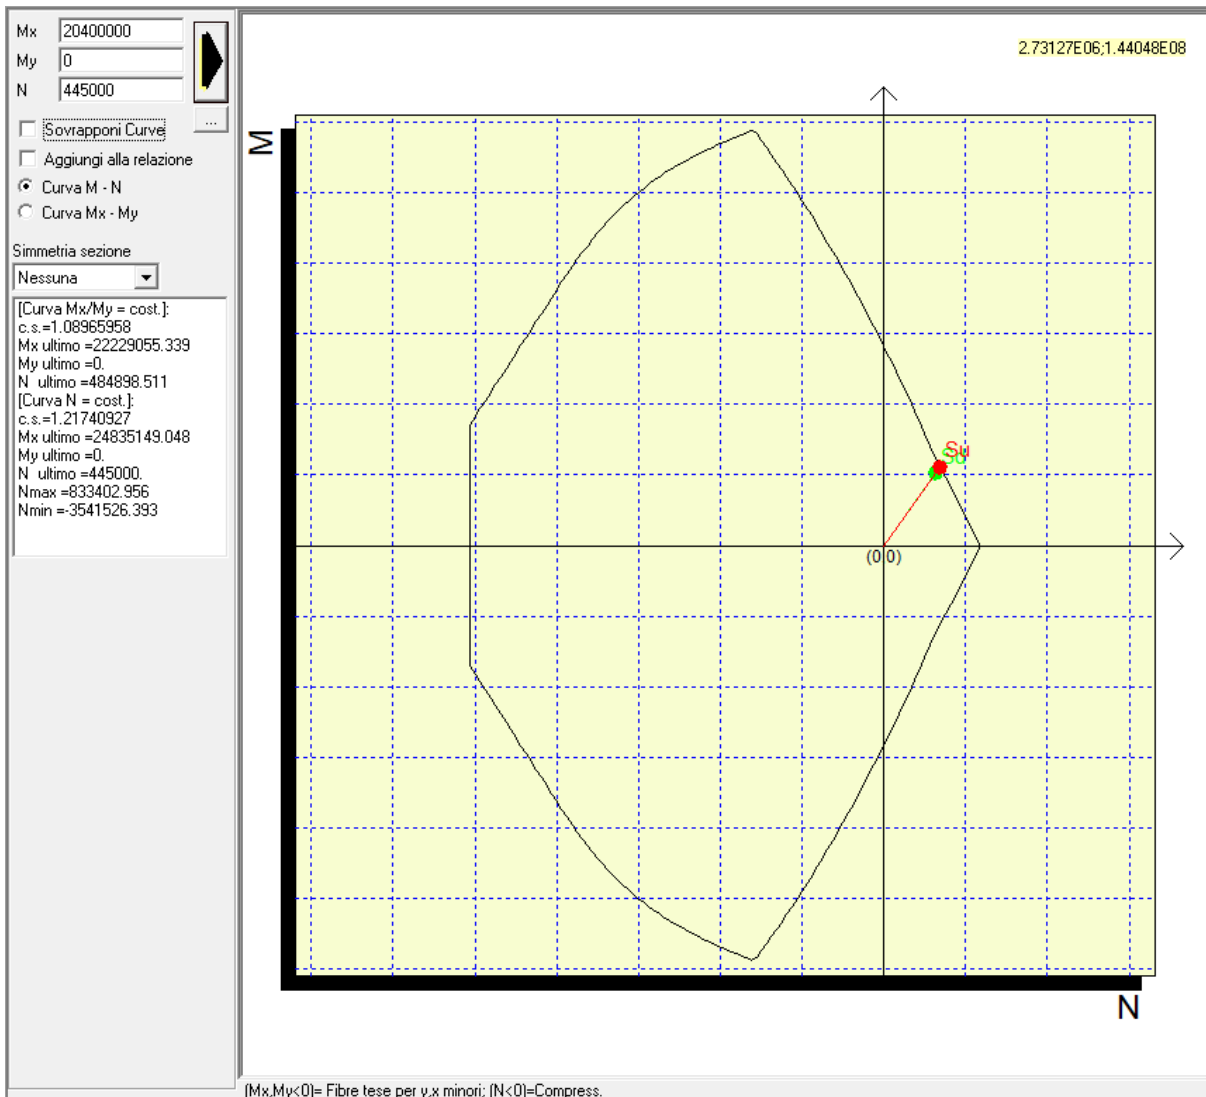 Mx 20400000
My 0
N 445000
...
Sovrapponi Curve
Aggiungi alla relazione
Curva M - N
Curva Mx - My
Simmetria sezione
Nessuna
[Curva Mx/My = cost.]:
c.s.=1.08965958
Mx ultimo =22229055.339
My ultimo =0.
N  ultimo =484898.511
[Curva N = cost.]:
c.s.=1.21740927
Mx ultimo =24835149.048
My ultimo =0.
N  ultimo =445000.
Nmax =833402.956
Nmin =-3541526.393
2.73127E06;1.44048E08
M
Su
(0,0)
N
(Mx,My<0)= Fibre tese per y,x minori; (N<0)=Compress.